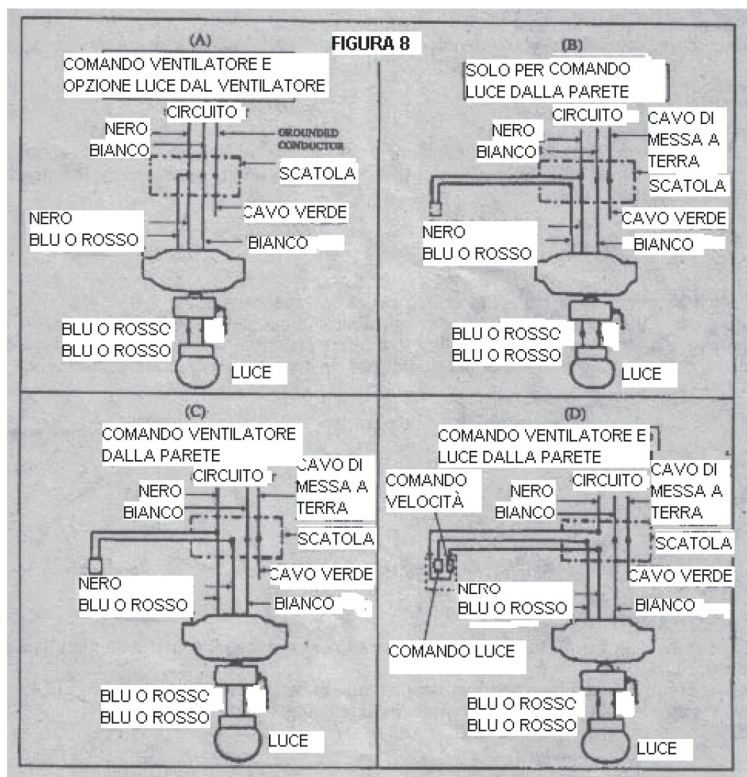 FIGURA 8
(A)
COMANDO VENTILATORE E
OPZIONE LUCE DAL VENTILATORE
CIRCUITO
NERO
BIANCO
GROUNDED
CONDUCTOR
SCATOLA
CAVO VERDE
NERO
BLU O ROSSO
BIANCO
BLU O ROSSO
BLU O ROSSO
LUCE
(B)
SOLO PER COMANDO
LUCE DALLA PARETE
CIRCUITO
NERO
BIANCO
CAVO DI
MESSA A
TERRA
SCATOLA
CAVO VERDE
NERO
BLU O ROSSO
BIANCO
BLU O ROSSO
BLU O ROSSO
LUCE
(C)
COMANDO VENTILATORE
DALLA PARETE
CIRCUITO
NERO
BIANCO
CAVO DI
MESSA A
TERRA
SCATOLA
CAVO VERDE
NERO
BLU O ROSSO
BIANCO
BLU O ROSSO
BLU O ROSSO
LUCE
(D)
COMANDO VENTILATORE E
LUCE DALLA PARETE
COMANDO
VELOCITÀ
CIRCUITO
NERO
BIANCO
CAVO DI
MESSA A
TERRA
SCATOLA
CAVO VERDE
NERO
BLU O ROSSO
BIANCO
COMANDO LUCE
BLU O ROSSO
BLU O ROSSO
LUCE